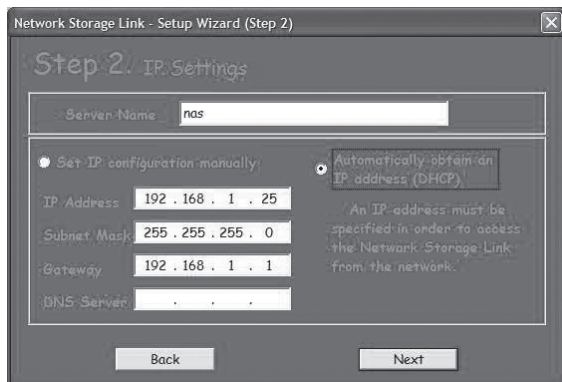 Network Storage Link - Setup Wizard (Step 2)
Step 2. IP Settings
Server Name nas
Set IP configuration manually
Automatically obtain an
IP address (DHCP)
IP Address 192 . 168 . 1 . 25
Subnet Mask 255 . 255 . 255 . 0
Gateway 192 . 168 . 1 . 1
DNS Server . . .
An IP address must be
specified in order to access
the Network Storage Link
from the network.
Back
Next